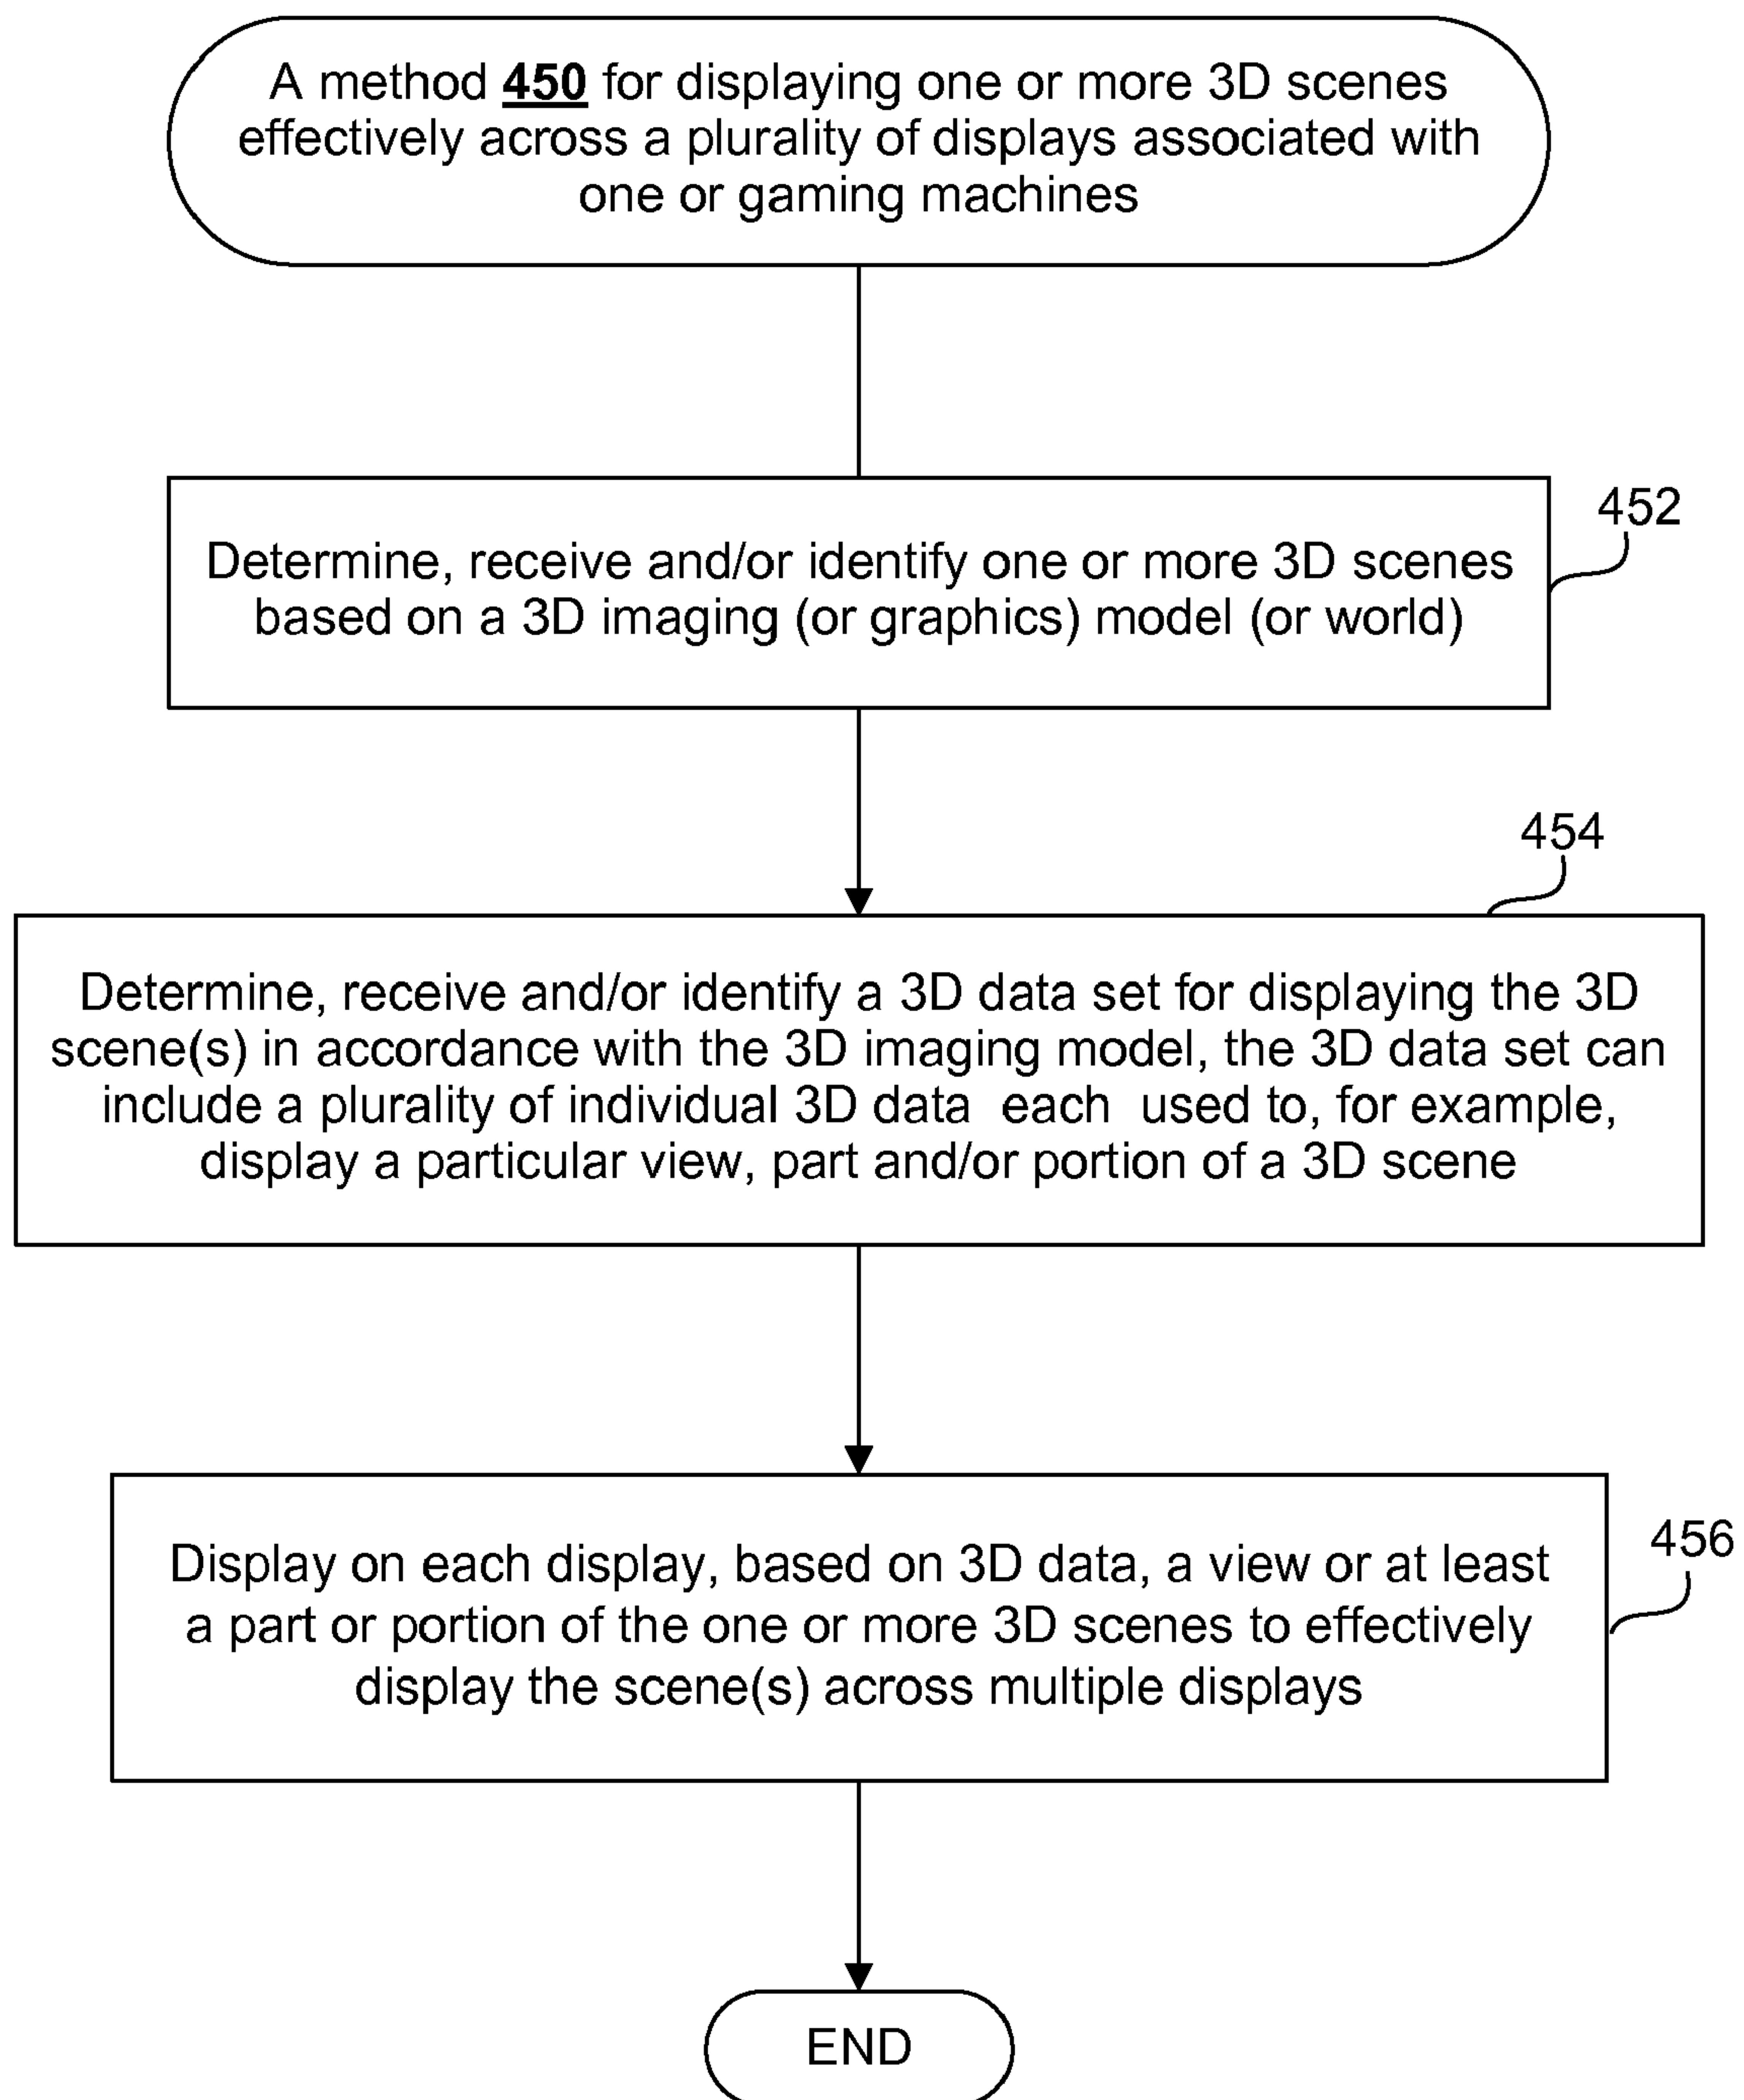 A method 450 for displaying one or more 3D scenes
effectively across a plurality of displays associated with
one or gaming machines
452
Determine, receive and/or identify one or more 3D scenes
based on a 3D imaging (or graphics) model (or world)
454
Determine, receive and/or identify a 3D data set for displaying the 3D
scene(s) in accordance with the 3D imaging model, the 3D data set can
include a plurality of individual 3D data each used to, for example,
display a particular view, part and/or portion of a 3D scene
456
Display on each display, based on 3D data, a view or at least
a part or portion of the one or more 3D scenes to effectively
display the scene(s) across multiple displays
END